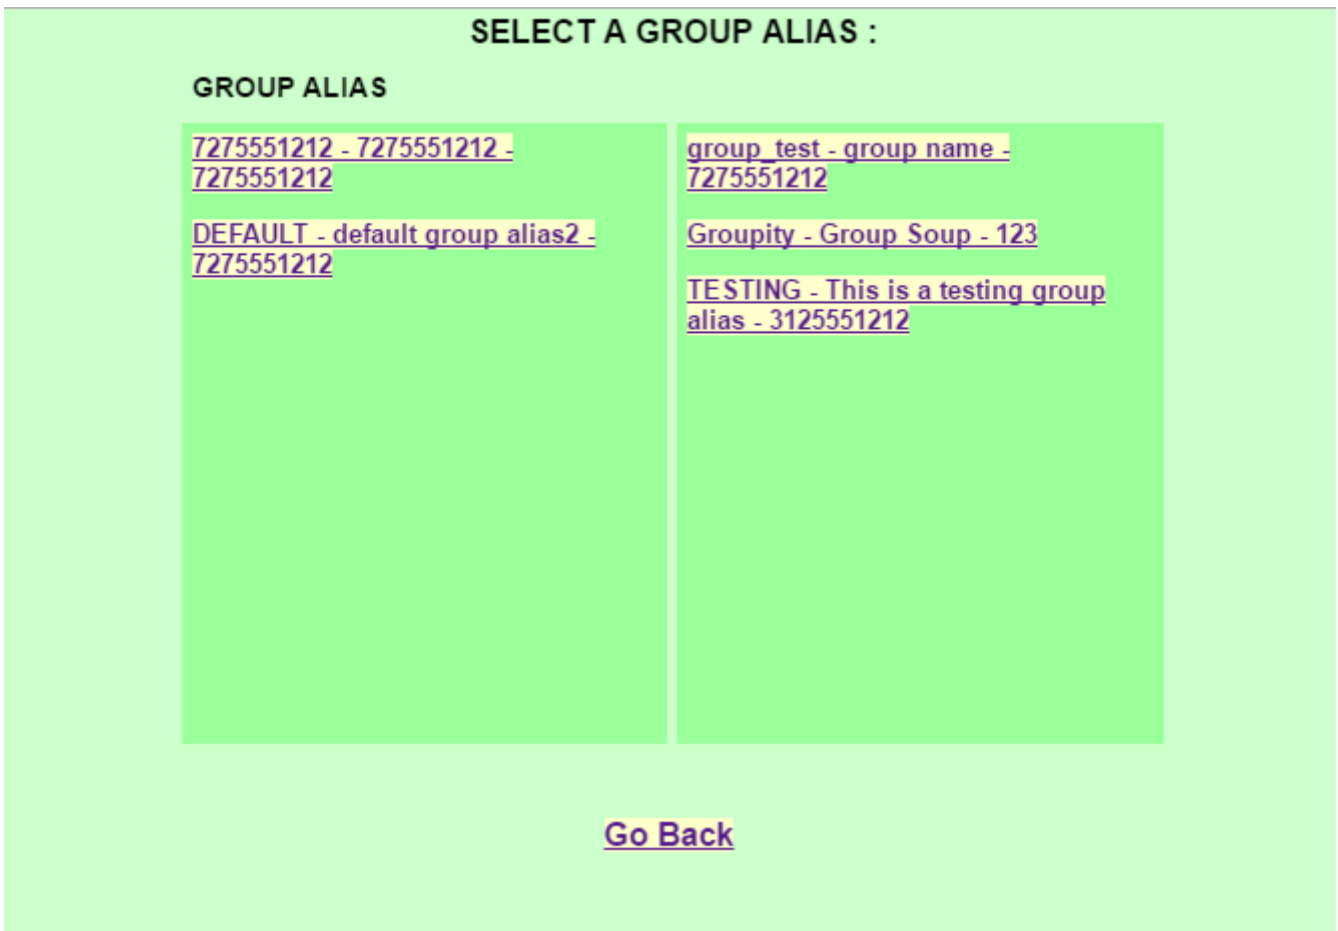 SELECT A GROUP ALIAS :
GROUP ALIAS
7275551212 - 7275551212 -
7275551212
DEFAULT - default group alias2 -
7275551212
group_test - group name -
7275551212
Groupity - Group Soup - 123
TESTING - This is a testing group
alias - 3125551212
Go Back